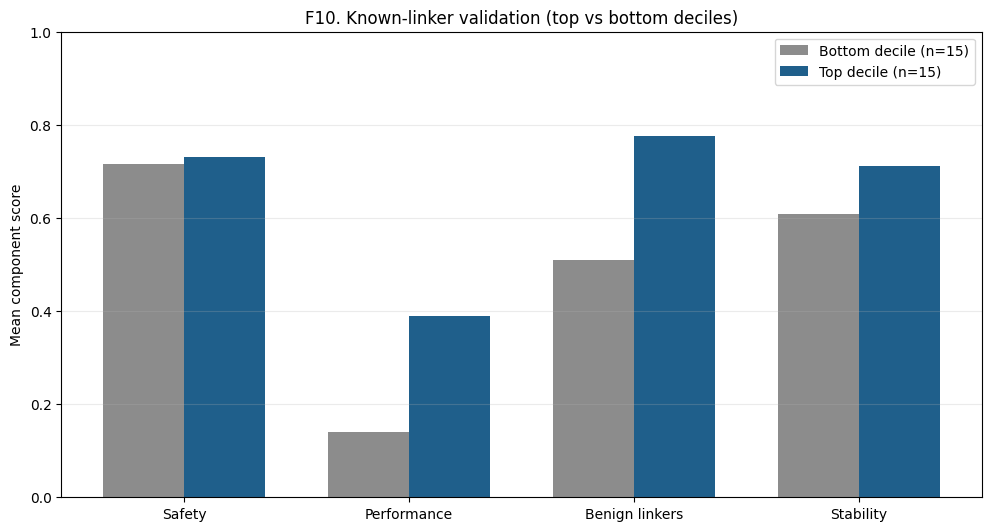 F10. Known-linker validation (top vs bottom deciles)
Bottom decile (n=15)
Top decile (n=15)
Mean component score
1.0
0.8
0.6
0.4
0.2
0.0
Safety
Performance
Benign linkers
Stability